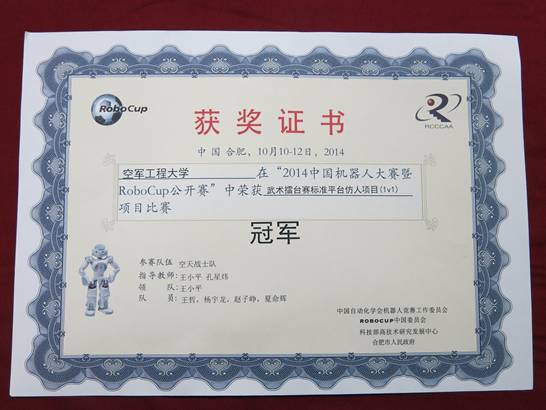 RoboCup
RCCCAA
获奖证书
中国 合肥，10月10-12日，2014
空军工程大学 在“2014中国机器人大赛暨
RoboCup公开赛”中荣获 武术擂台赛标准平台仿人项目(1v1)
项目比赛
冠军
参赛队伍 空天战士队
指导教师：王小平 孔星炜
领 队：王小平
队 员：王哲，杨宇龙，赵子峥，夏命辉
中国自动化学会机器人竞赛工作委员会
ROBOCUP中国委员会
科技部高技术研究发展中心
合肥市人民政府